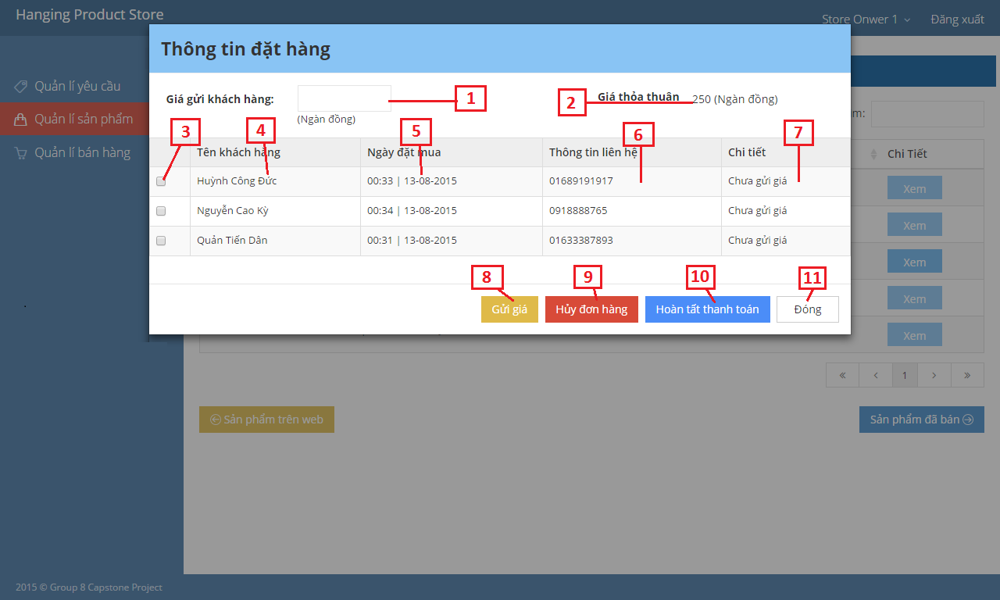 Hanging Product Store
Store Onwer 1 Đăng xuất
Thông tin đặt hàng
Quản lí yêu cầu
Quản lí sản phẩm
Quản lí bán hàng
Giá gửi khách hàng: 1
(Ngàn đồng)
2 Giá thỏa thuân 250 (Ngàn đồng)
3 4 5 6 7
Tên khách hàng Ngày đặt mua Thông tin liên hệ Chi tiết
Huỳnh Công Đức 00:33 | 13-08-2015 01689191917 Chưa gửi giá
Nguyễn Cao Kỳ 00:34 | 13-08-2015 0918888765 Chưa gửi giá
Quản Tiến Dân 00:31 | 13-08-2015 01633387893 Chưa gửi giá
8 9 10 11
Gửi giá Hủy đơn hàng Hoàn tất thanh toán Đóng
Chi Tiết
Xem
Xem
Xem
Xem
Xem
« ‹ 1 › »
Sản phẩm trên web Sản phẩm đã bán
2015 © Group 8 Capstone Project